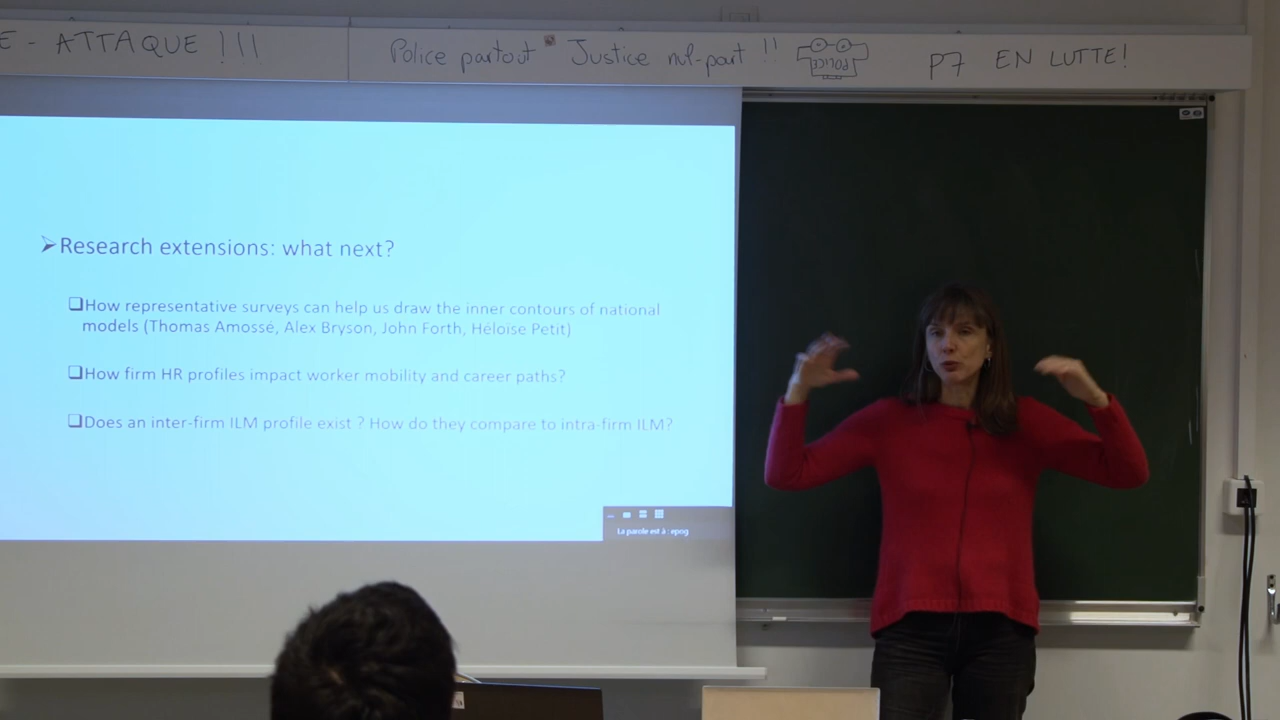 E - ATTAQUE !!!
Police partout Justice nul-part !!
POLICE
P7 EN LUTTE!
➤Research extensions: what next?
❑How representative surveys can help us draw the inner contours of national
models (Thomas Amossé, Alex Bryson, John Forth, Héloïse Petit)
❑How firm HR profiles impact worker mobility and career paths?
❑Does an inter-firm ILM profile exist ? How do they compare to intra-firm ILM?
La parole est à : epog